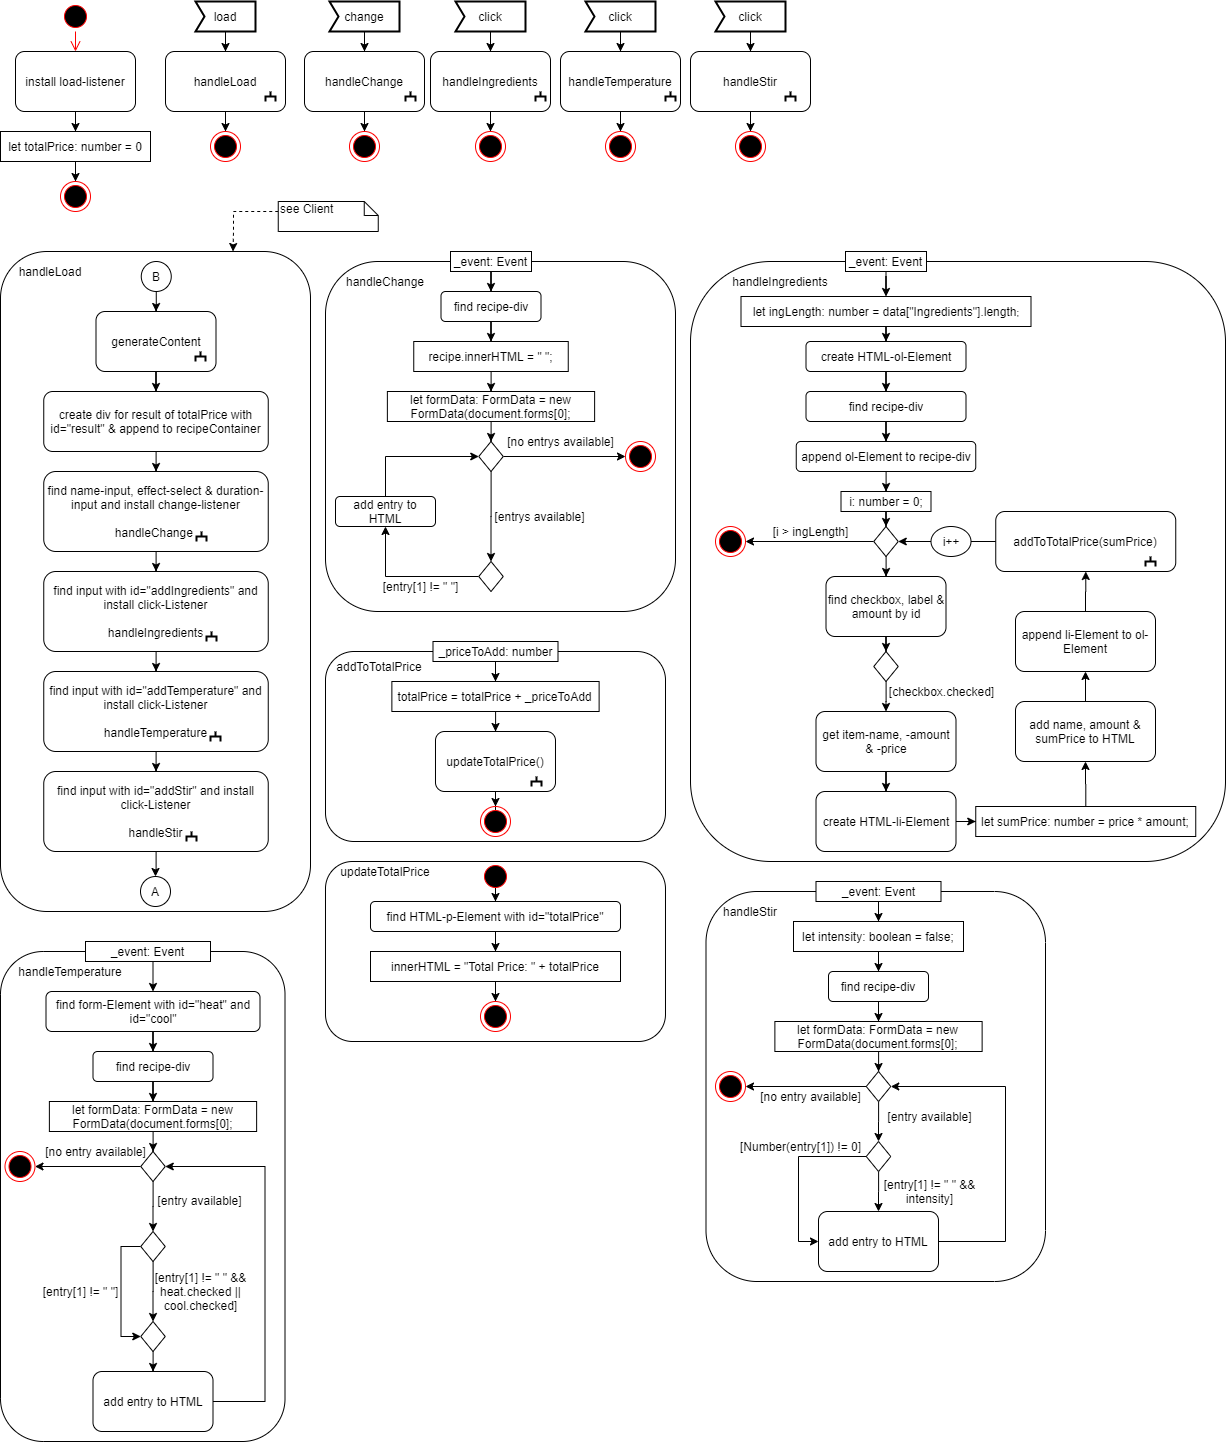 load
change
click
click
click
install load-listener
handleLoad
handleChange
handleIngredients
handleTemperature
handleStir
let totalPrice: number = 0
see Client
handleLoad
B
generateContent
create div for result of totalPrice with
id="result" & append to recipeContainer
find name-input, effect-select & duration-
input and install change-listener
handleChange
find input with id="addIngredients" and
install click-Listener
handleIngredients
find input with id="addTemperature" and
install click-Listener
handleTemperature
find input with id="addStir" and install
click-Listener
handleStir
A
_event: Event
handleChange
find recipe-div
recipe.innerHTML = " ";
let formData: FormData = new
FormData(document.forms[0];
[no entrys available]
add entry to
HTML
[entrys available]
[entry[1] != " "]
_event: Event
handleIngredients
let ingLength: number = data["Ingredients"].length;
create HTML-ol-Element
find recipe-div
append ol-Element to recipe-div
i: number = 0;
[i > ingLength]
i++
addToTotalPrice(sumPrice)
find checkbox, label &
amount by id
append li-Element to ol-
Element
[checkbox.checked]
get item-name, -amount
& -price
add name, amount &
sumPrice to HTML
create HTML-li-Element
let sumPrice: number = price * amount;
_priceToAdd: number
addToTotalPrice
totalPrice = totalPrice + _priceToAdd
updateTotalPrice()
updateTotalPrice
find HTML-p-Element with id="totalPrice"
innerHTML = "Total Price: " + totalPrice
_event: Event
handleStir
let intensity: boolean = false;
find recipe-div
let formData: FormData = new
FormData(document.forms[0];
[no entry available]
[entry available]
[Number(entry[1]) != 0]
[entry[1] != " " &&
intensity]
add entry to HTML
_event: Event
handleTemperature
find form-Element with id="heat" and
id="cool"
find recipe-div
let formData: FormData = new
FormData(document.forms[0];
[no entry available]
[entry available]
[entry[1] != " "]
[entry[1] != " " &&
heat.checked ||
cool.checked]
add entry to HTML